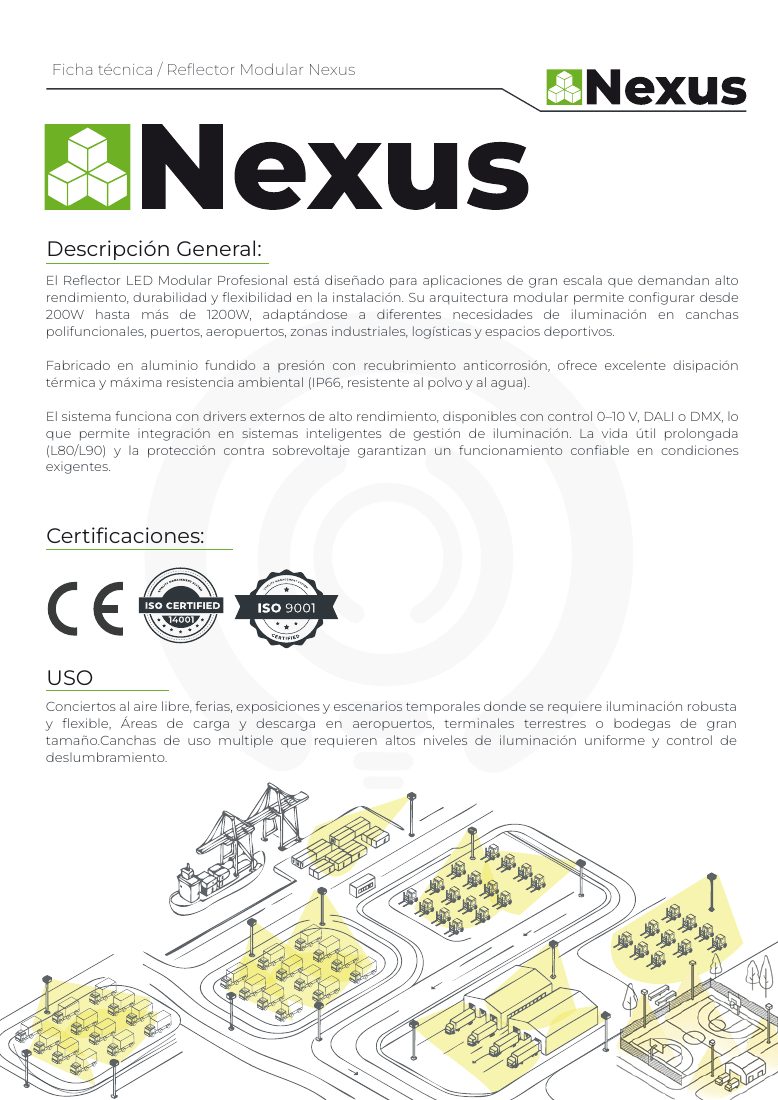 Ficha técnica / Reflector Modular Nexus
Nexus
Nexus
Descripción General:
El Reflector LED Modular Profesional está diseñado para aplicaciones de gran escala que demandan alto
rendimiento, durabilidad y flexibilidad en la instalación. Su arquitectura modular permite configurar desde
200W hasta más de 1200W, adaptándose a diferentes necesidades de iluminación en canchas
polifuncionales, puertos, aeropuertos, zonas industriales, logísticas y espacios deportivos.
Fabricado en aluminio fundido a presión con recubrimiento anticorrosión, ofrece excelente disipación
térmica y máxima resistencia ambiental (IP66, resistente al polvo y al agua).
El sistema funciona con drivers externos de alto rendimiento, disponibles con control 0–10 V, DALI o DMX, lo
que permite integración en sistemas inteligentes de gestión de iluminación. La vida útil prolongada
(L80/L90) y la protección contra sobrevoltaje garantizan un funcionamiento confiable en condiciones
exigentes.
Certificaciones:
CE
QUALITY MANAGEMENT SYSTEM
ISO CERTIFIED
14001
QUALITY MANAGEMENT SYSTEM
ISO 9001
CERTIFIED
USO
Conciertos al aire libre, ferias, exposiciones y escenarios temporales donde se requiere iluminación robusta
y flexible, Áreas de carga y descarga en aeropuertos, terminales terrestres o bodegas de gran
tamaño.Canchas de uso multiple que requieren altos niveles de iluminación uniforme y control de
deslumbramiento.